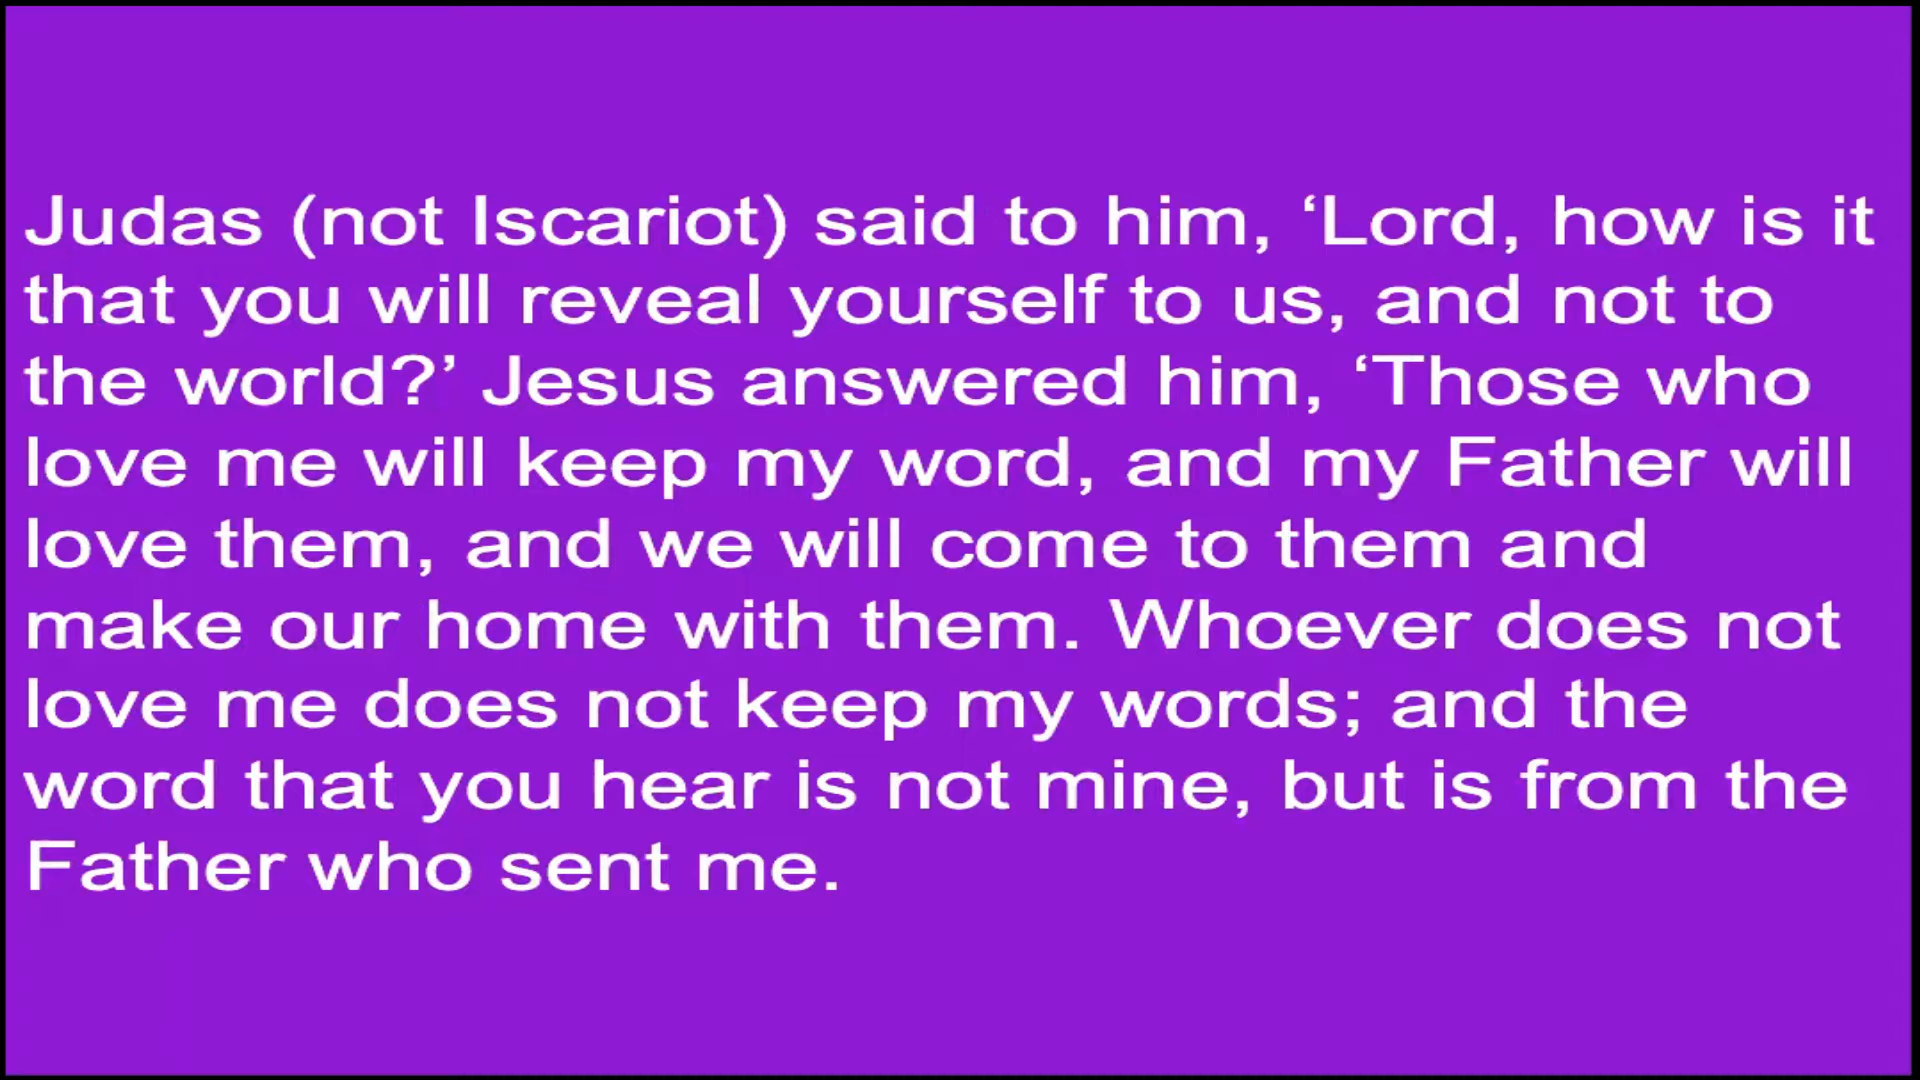 Judas (not Iscariot) said to him, ‘Lord, how is it
that you will reveal yourself to us, and not to
the world?’ Jesus answered him, ‘Those who
love me will keep my word, and my Father will
love them, and we will come to them and
make our home with them. Whoever does not
love me does not keep my words; and the
word that you hear is not mine, but is from the
Father who sent me.